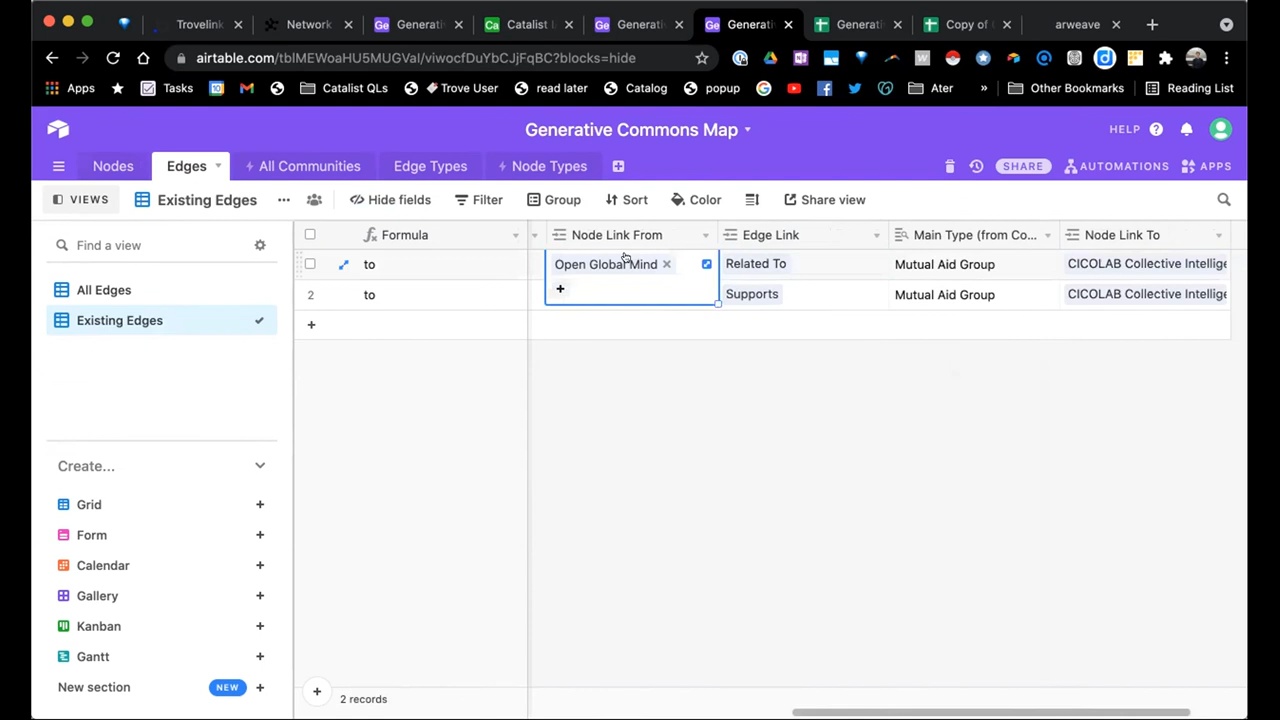 Trovelink
Network
Generativ
Catalist L
Generativ
Generativ
Generativ
Copy of
arweave
airtable.com/tblMEWoaHU5MUGVaI/viwocfDuYbCJjFqBC?blocks=hide
Apps
Tasks
Catalist QLs
Trove User
read later
Catalog
popup
Ater
»
Other Bookmarks
Reading List
Generative Commons Map
HELP
Nodes
Edges
All Communities
Edge Types
Node Types
SHARE
AUTOMATIONS
APPS
VIEWS
Existing Edges
Hide fields
Filter
Group
Sort
Color
Share view
Find a view
Formula
Node Link From
Edge Link
Main Type (from Co...
Node Link To
to
Open Global Mind
Related To
Mutual Aid Group
CICOLAB Collective Intellige
2
to
Supports
Mutual Aid Group
CICOLAB Collective Intellige
All Edges
Existing Edges
Create...
Grid
Form
Calendar
Gallery
Kanban
Gantt
New section
NEW
2 records